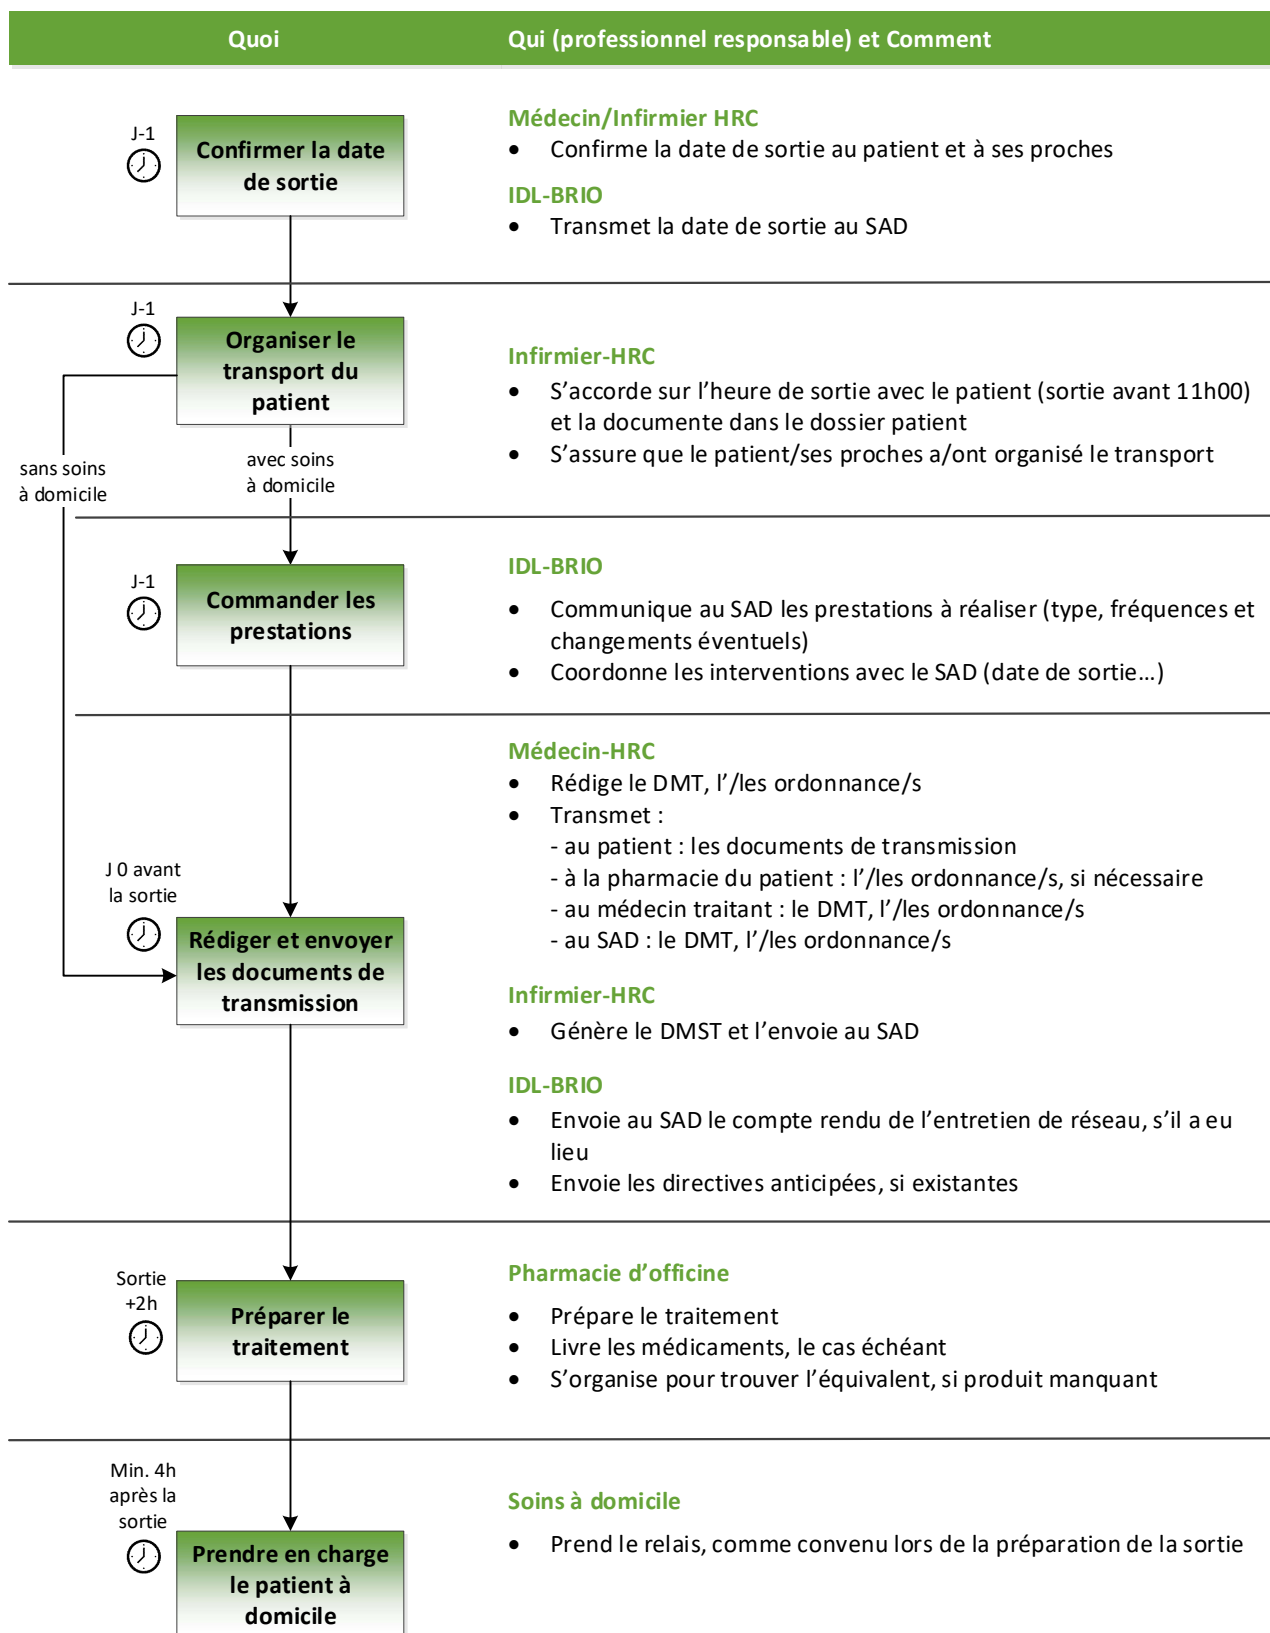 Quoi
Qui (professionnel responsable) et Comment
J-1
Confirmer la date
de sortie
Médecin/Infirmier HRC
• Confirme la date de sortie au patient et à ses proches
IDL-BRIO
• Transmet la date de sortie au SAD
J-1
Organiser le
transport du
patient
Infirmier-HRC
• S’accorde sur l’heure de sortie avec le patient (sortie avant 11h00)
et la documente dans le dossier patient
• S’assure que le patient/ses proches a/ont organisé le transport
sans soins
à domicile
avec soins
à domicile
J-1
Commander les
prestations
IDL-BRIO
• Communique au SAD les prestations à réaliser (type, fréquences et
changements éventuels)
• Coordonne les interventions avec le SAD (date de sortie…)
J 0 avant
la sortie
Rédiger et envoyer
les documents de
transmission
Médecin-HRC
• Rédige le DMT, l’/les ordonnance/s
• Transmet :
- au patient : les documents de transmission
- à la pharmacie du patient : l’/les ordonnance/s, si nécessaire
- au médecin traitant : le DMT, l’/les ordonnance/s
- au SAD : le DMT, l’/les ordonnance/s
Infirmier-HRC
• Génère le DMST et l’envoie au SAD
IDL-BRIO
• Envoie au SAD le compte rendu de l’entretien de réseau, s’il a eu
lieu
• Envoie les directives anticipées, si existantes
Sortie
+2h
Préparer le
traitement
Pharmacie d’officine
• Prépare le traitement
• Livre les médicaments, le cas échéant
• S’organise pour trouver l’équivalent, si produit manquant
Min. 4h
après la
sortie
Prendre en charge
le patient à
domicile
Soins à domicile
• Prend le relais, comme convenu lors de la préparation de la sortie